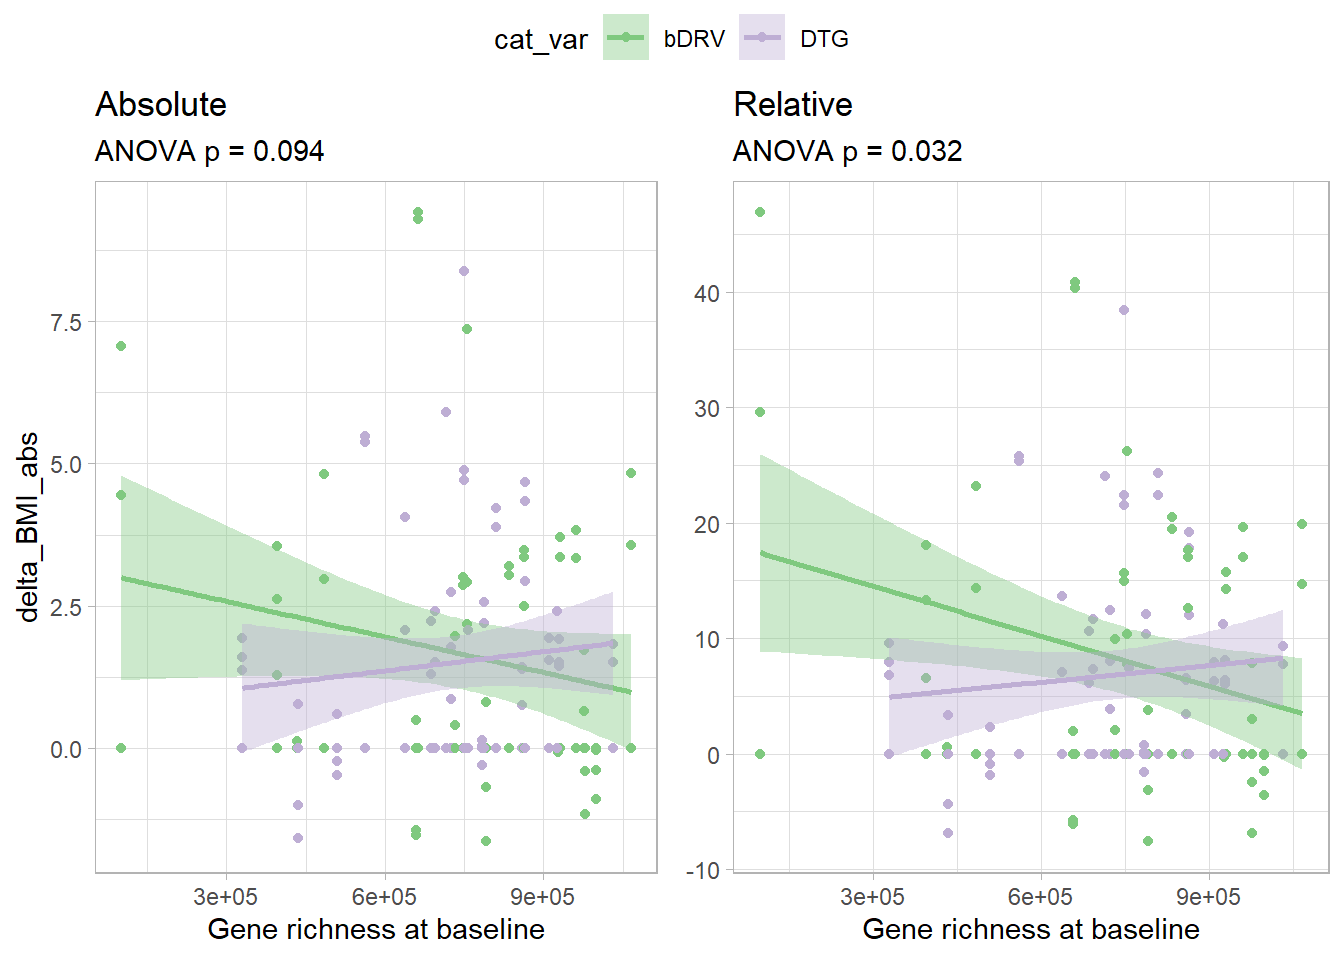 cat_var bDRV DTG
Absolute
ANOVA p = 0.094
delta_BMI_abs
7.5
5.0
2.5
0.0
3e+05 6e+05 9e+05
Gene richness at baseline
Relative
ANOVA p = 0.032
40
30
20
10
0
-10
3e+05 6e+05 9e+05
Gene richness at baseline